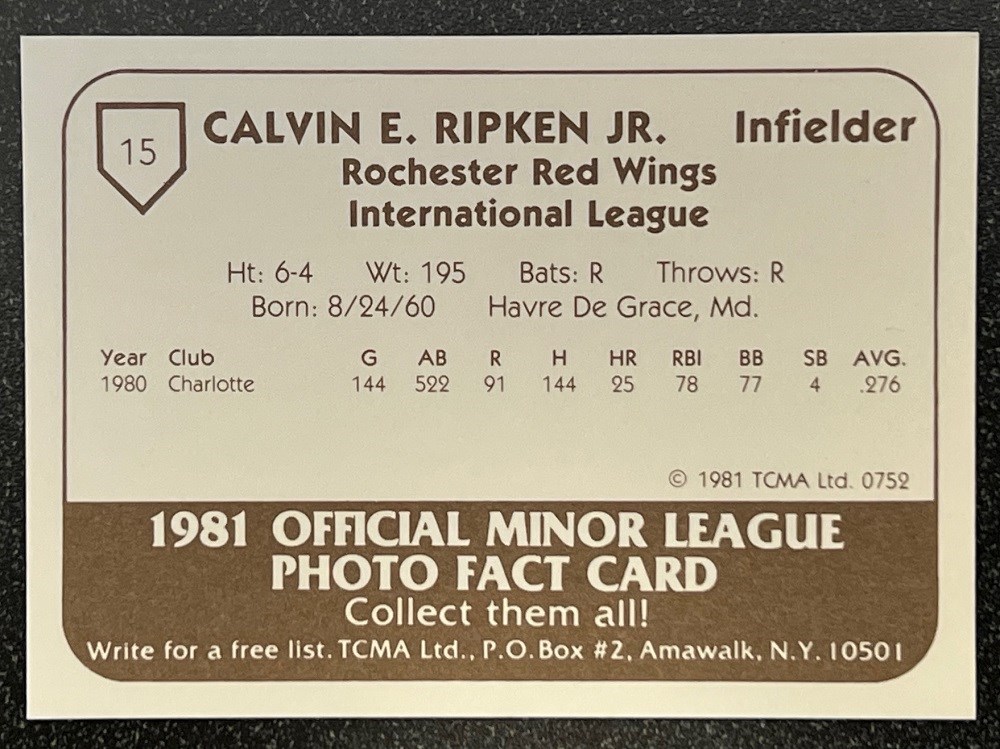 15
CALVIN E. RIPKEN JR. Infielder
Rochester Red Wings
International League
Ht: 6-4 Wt: 195 Bats: R Throws: R
Born: 8/24/60 Havre De Grace, Md.
Year Club G AB R H HR RBI BB SB AVG.
1980 Charlotte 144 522 91 144 25 78 77 4 .276
© 1981 TCMA Ltd. 0752
1981 OFFICIAL MINOR LEAGUE
PHOTO FACT CARD
Collect them all!
Write for a free list. TCMA Ltd., P.O. Box #2, Amawalk, N.Y. 10501